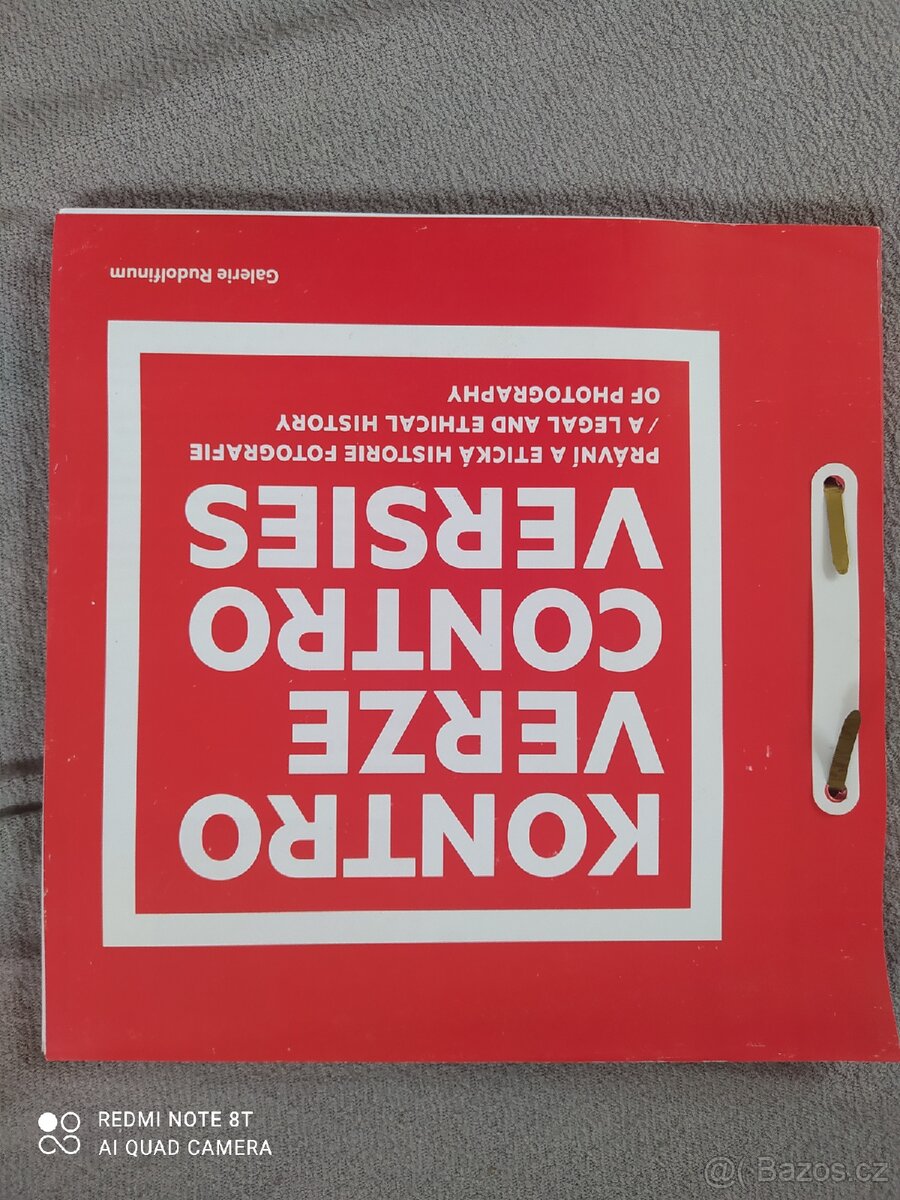 KONTRO
VERZE
CONTRO
VERSIES
PRÁVNÍ A ETICKÁ HISTORIE FOTOGRAFIE
/ A LEGAL AND ETHICAL HISTORY
OF PHOTOGRAPHY
Galerie Rudolfinum
REDMI NOTE 8T
AI QUAD CAMERA
@( Bazos.cz